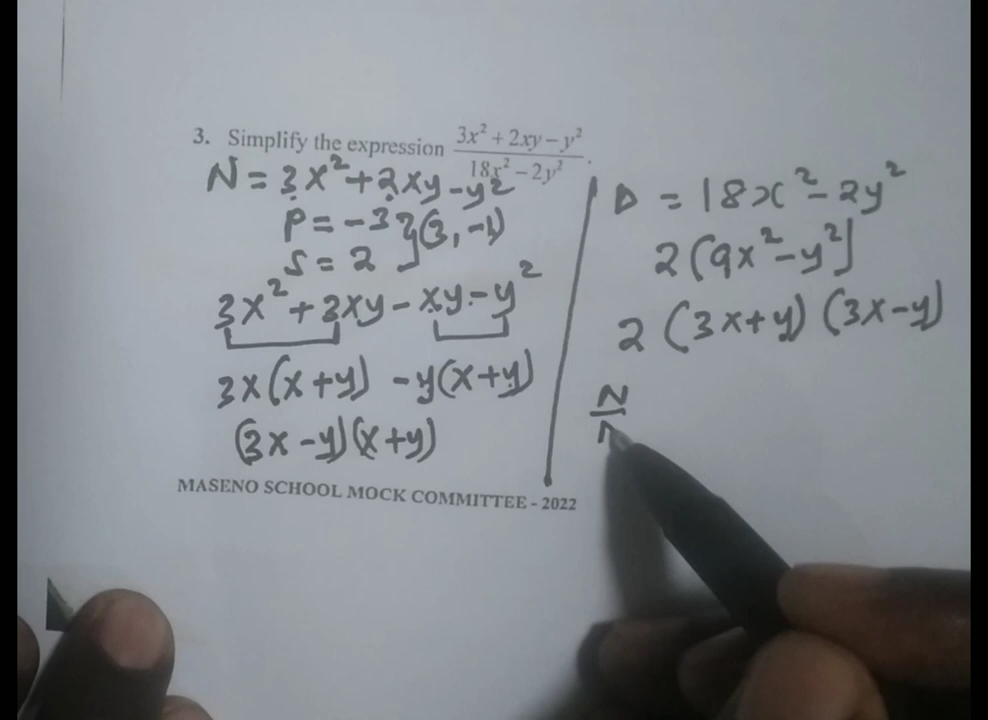 3. Simplify the expression (3x² + 2xy − y²)/(18x² − 2y²).
N = 3x² + 2xy − y²
P = −3 } (3, −1)
S = 2
3x² + 3xy − xy − y²
3x(x + y) − y(x + y)
(3x − y)(x + y)
MASENO SCHOOL MOCK COMMITTEE - 2022
D = 18x² − 2y²
2(9x² − y²)
2 (3x + y) (3x − y)
N